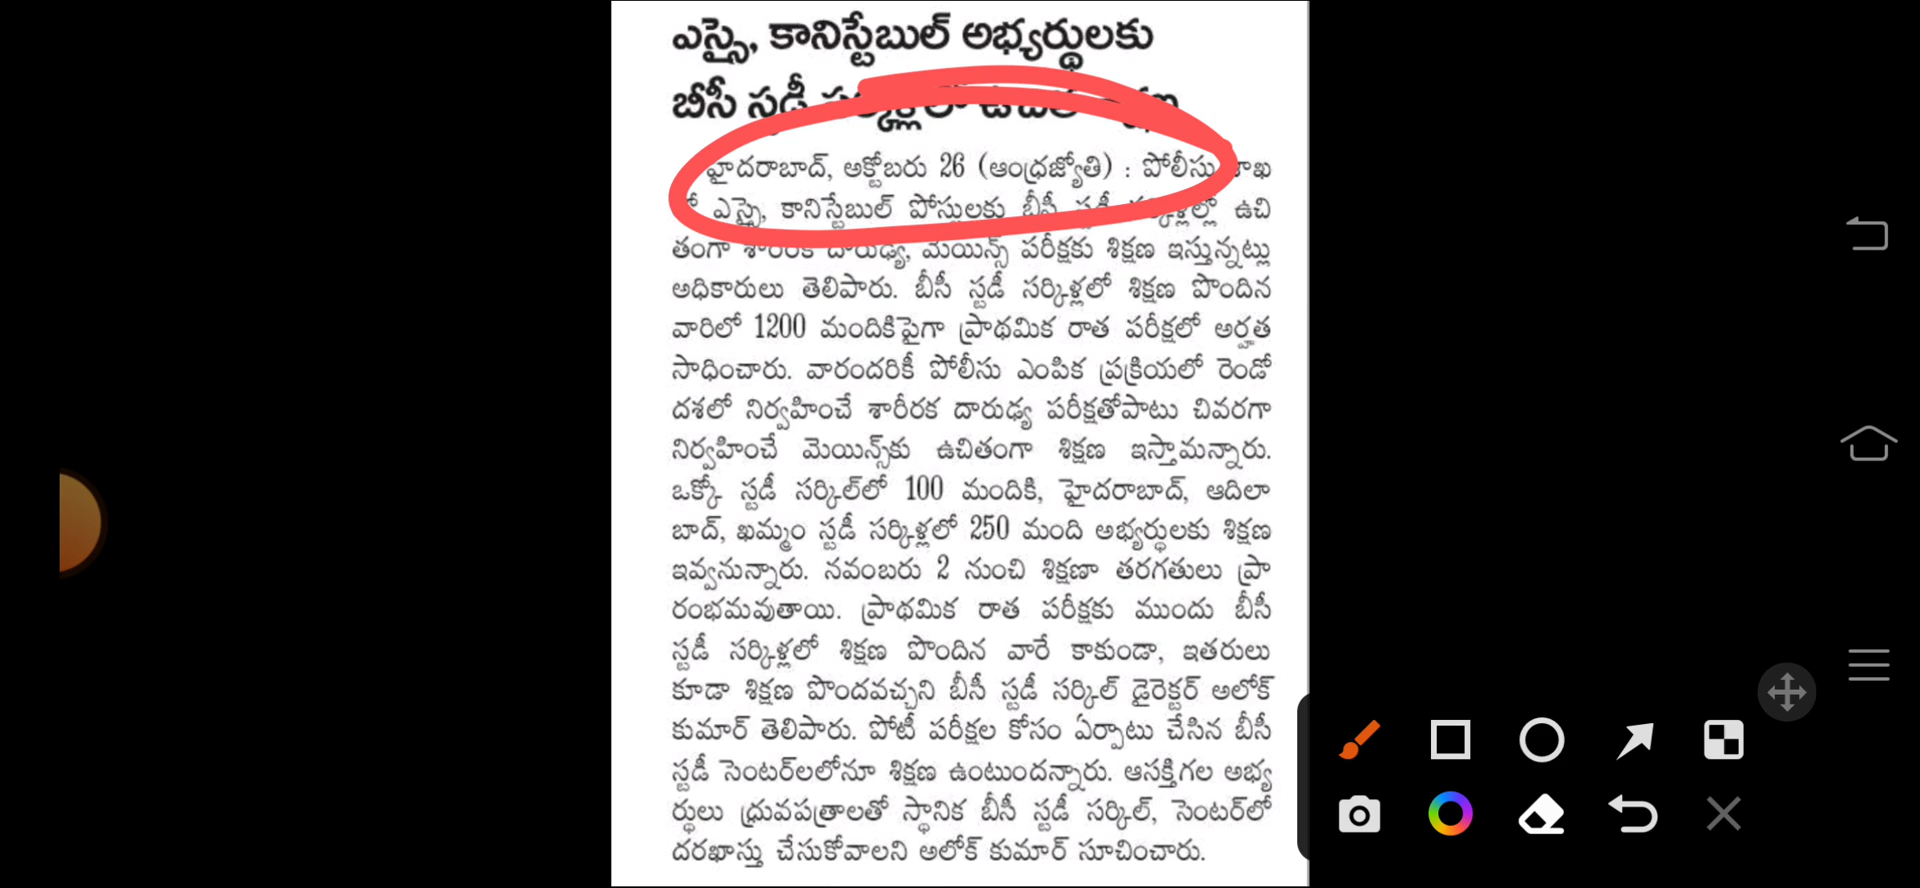 ఎస్సై, కానిస్టేబుల్ అభ్యర్థులకు
బీసీ స్టడీ
హైదరాబాద్, అక్టోబరు 26 (ఆంధ్రజ్యోతి) : పోలీసు శాఖ
లో ఎస్సై, కానిస్టేబుల్ పోస్టులకు బీసీ స్టడీ సర్కిళ్లలో ఉచి
తంగా శారీరక దారుఢ్య, మెయిన్స్ పరీక్షకు శిక్షణ ఇస్తున్నట్లు
అధికారులు తెలిపారు. బీసీ స్టడీ సర్కిళ్లలో శిక్షణ పొందిన
వారిలో 1200 మందికిపైగా ప్రాథమిక రాత పరీక్షలో అర్హత
సాధించారు. వారందరికీ పోలీసు ఎంపిక ప్రక్రియలో రెండో
దశలో నిర్వహించే శారీరక దారుఢ్య పరీక్షతోపాటు చివరగా
నిర్వహించే మెయిన్స్‌కు ఉచితంగా శిక్షణ ఇస్తామన్నారు.
ఒక్కో స్టడీ సర్కిల్‌లో 100 మందికి, హైదరాబాద్, ఆదిలా
బాద్, ఖమ్మం స్టడీ సర్కిళ్లలో 250 మంది అభ్యర్థులకు శిక్షణ
ఇవ్వనున్నారు. నవంబరు 2 నుంచి శిక్షణా తరగతులు ప్రా
రంభమవుతాయి. ప్రాథమిక రాత పరీక్షకు ముందు బీసీ
స్టడీ సర్కిళ్లలో శిక్షణ పొందిన వారే కాకుండా, ఇతరులు
కూడా శిక్షణ పొందవచ్చని బీసీ స్టడీ సర్కిల్ డైరెక్టర్ అలోక్
కుమార్ తెలిపారు. పోటీ పరీక్షల కోసం ఏర్పాటు చేసిన బీసీ
స్టడీ సెంటర్‌లలోనూ శిక్షణ ఉంటుందన్నారు. ఆసక్తిగల అభ్య
ర్థులు ధ్రువపత్రాలతో స్థానిక బీసీ స్టడీ సర్కిల్, సెంటర్‌లో
దరఖాస్తు చేసుకోవాలని అలోక్ కుమార్ సూచించారు.